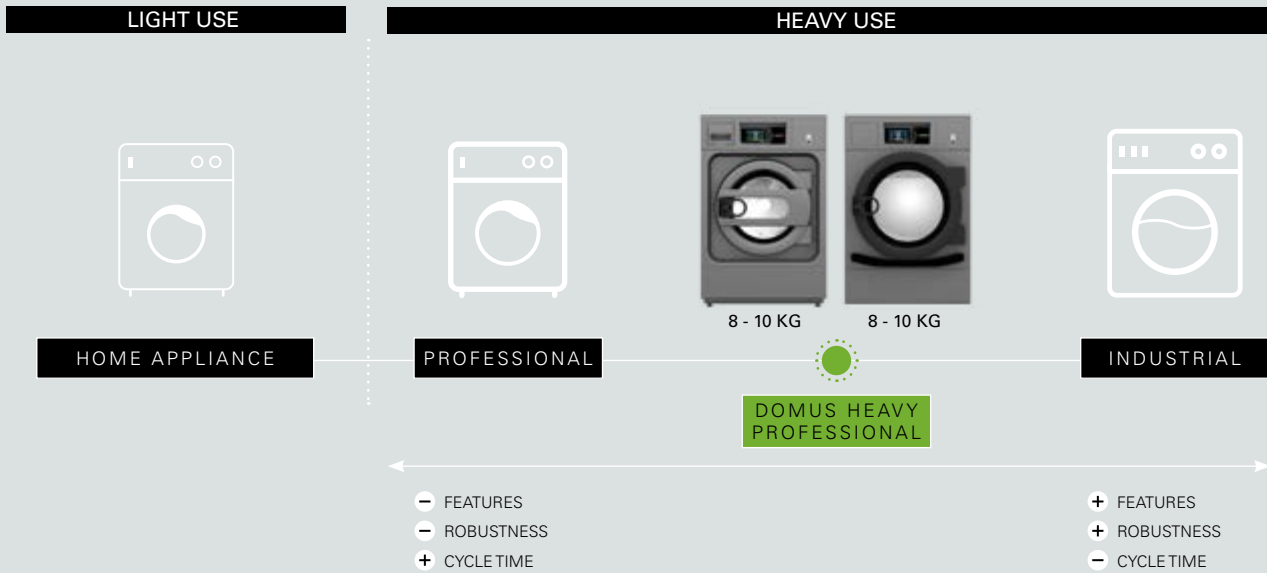 LIGHT USE
HEAVY USE
8 - 10 KG
8 - 10 KG
HOME APPLIANCE
PROFESSIONAL
INDUSTRIAL
DOMUS HEAVY
PROFESSIONAL
- FEATURES
- ROBUSTNESS
+ CYCLE TIME
+ FEATURES
+ ROBUSTNESS
- CYCLE TIME